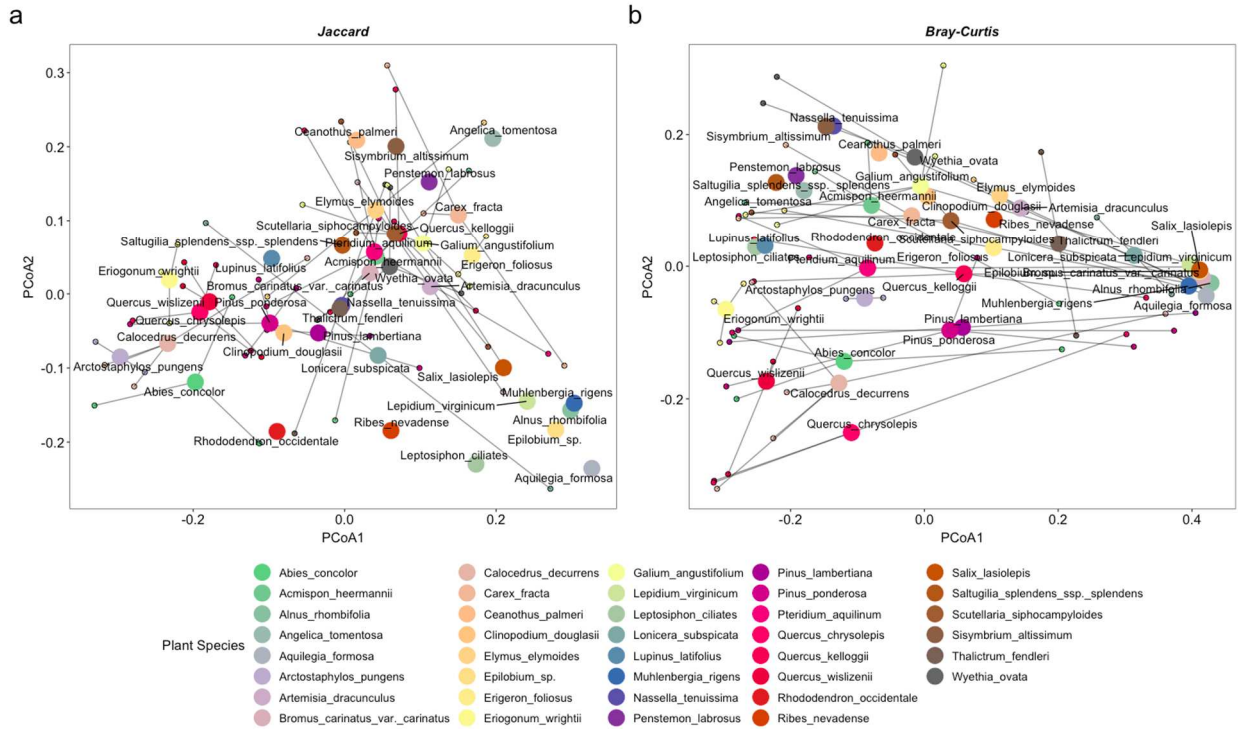 a
b
Jaccard
Bray-Curtis
0.3
0.2
0.1
0.0
-0.1
-0.2
PCoA2
-0.2
0.0
0.2
PCoA1
Ceanothus_palmeri
Angelica_tomentosa
Sisymbrium_altissimum
Penstemon_labrosus
Elymus_elymoides
Carex_fracta
Scutellaria_siphocampyloides
Quercus_kelloggii
Saltugilia_splendens_ssp._splendens
Pteridium_aquilinum
Galium_angustifolium
Eriogonum_wrightii
Lupinus_latifolius
Acmispon_heermannii
Erigeron_foliosus
Wyethia_ovata
Bromus_carinatus_var._carinatus
Artemisia_dracunculus
Quercus_wislizenii
Pinus_ponderosa
Nassella_tenuissima
Quercus_chrysolepis
Thalictrum_fendleri
Calocedrus_decurrens
Pinus_lambertiana
Clinopodium_douglasii
Arctostaphylos_pungens
Lonicera_subspicata
Salix_lasiolepis
Abies_concolor
Muhlenbergia_rigens
Lepidium_virginicum
Alnus_rhombifolia
Ribes_nevadense
Rhododendron_occidentale
Epilobium_sp.
Leptosiphon_ciliates
Aquilegia_formosa
0.2
0.0
-0.2
PCoA2
-0.2
0.0
0.2
0.4
PCoA1
Nassella_tenuissima
Sisymbrium_altissimum
Ceanothus_palmeri
Wyethia_ovata
Penstemon_labrosus
Galium_angustifolium
Saltugilia_splendens_ssp._splendens
Elymus_elymoides
Acmispon_heermannii
Angelica_tomentosa
Clinopodium_douglasii
Artemisia_dracunculus
Carex_fracta
Ribes_nevadense
Salix_lasiolepis
Lupinus_latifolius
Rhododendron_occidentale
Scutellaria_siphocampyloides
Thalictrum_fendleri
Leptosiphon_ciliates
Pteridium_aquilinum
Erigeron_foliosus
Lonicera_subspicata
Lepidium_virginicum
Epilobium_sp.
Bromus_carinatus_var._carinatus
Quercus_kelloggii
Arctostaphylos_pungens
Alnus_rhombifolia
Muhlenbergia_rigens
Aquilegia_formosa
Eriogonum_wrightii
Pinus_lambertiana
Pinus_ponderosa
Abies_concolor
Quercus_wislizenii
Calocedrus_decurrens
Quercus_chrysolepis
Plant Species
Abies_concolor
Acmispon_heermannii
Alnus_rhombifolia
Angelica_tomentosa
Aquilegia_formosa
Arctostaphylos_pungens
Artemisia_dracunculus
Bromus_carinatus_var._carinatus
Calocedrus_decurrens
Carex_fracta
Ceanothus_palmeri
Clinopodium_douglasii
Elymus_elymoides
Epilobium_sp.
Erigeron_foliosus
Eriogonum_wrightii
Galium_angustifolium
Lepidium_virginicum
Leptosiphon_ciliates
Lonicera_subspicata
Lupinus_latifolius
Muhlenbergia_rigens
Nassella_tenuissima
Penstemon_labrosus
Pinus_lambertiana
Pinus_ponderosa
Pteridium_aquilinum
Quercus_chrysolepis
Quercus_kelloggii
Quercus_wislizenii
Rhododendron_occidentale
Ribes_nevadense
Salix_lasiolepis
Saltugilia_splendens_ssp._splendens
Scutellaria_siphocampyloides
Sisymbrium_altissimum
Thalictrum_fendleri
Wyethia_ovata